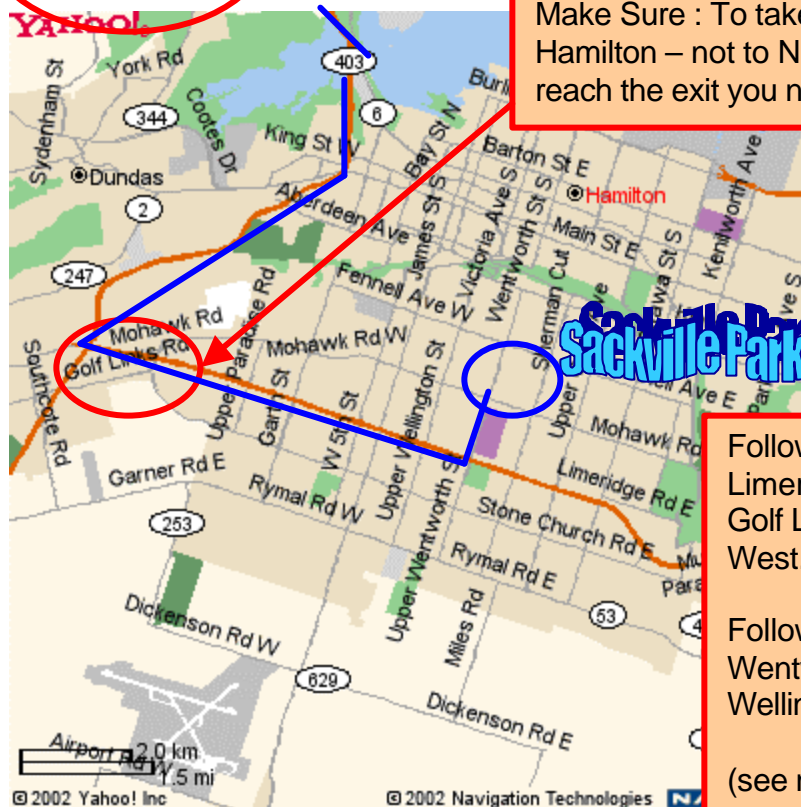 YAHOO!
Make Sure : To take
Hamilton – not to N
reach the exit you n
York Rd
403
Sydenham St
344
Cootes Dr
6
King St W
Bay St N
Barton St E
Dundas
Hamilton
2
Aberdeen Ave
James St S
Victoria Ave S
Wentworth St S
Main St E
Kenilworth Ave
247
Fennell Ave W
Sherman Cut
Mohawk Rd
Golf Links Rd
Mohawk Rd W
Sackville Park
Southcote Rd
Upper Paradise Rd
Garth St
W 5th St
Upper Wellington St
Upper
Ave E
Mohawk Rd
Follow
Limer
Golf L
West
Garner Rd E
Rymal Rd W
Limeridge Rd E
Stone Church Rd E
253
Upper Wentworth St
Rymal Rd E
Miles Rd
53
Follow
Went
Wellin
Dickenson Rd W
629
Dickenson Rd E
Airport Rd W
2.0 km
1.5 mi
(see
© 2002 Yahoo! Inc
© 2002 Navigation Technologies